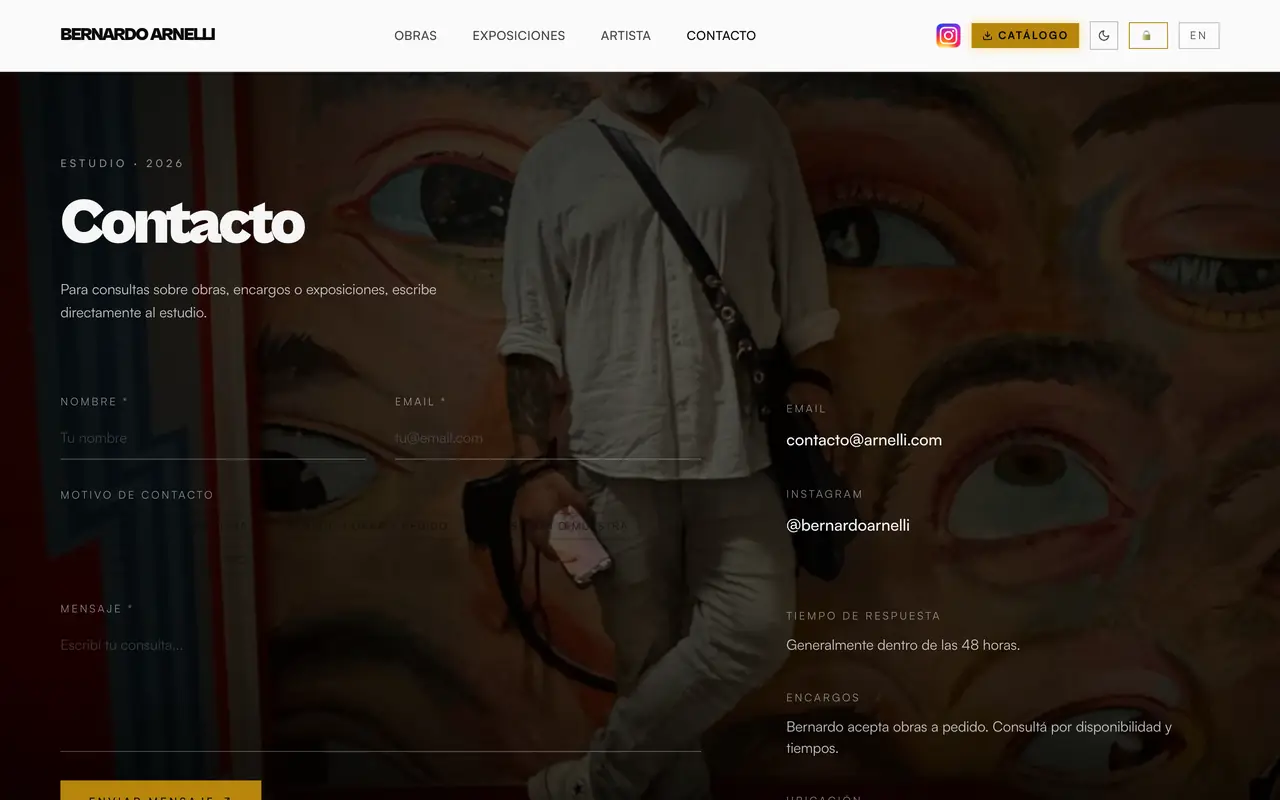 BERNARDO ARNELLI
OBRAS
EXPOSICIONES
ARTISTA
CONTACTO
CATÁLOGO
EN
ESTUDIO · 2026
Contacto
Para consultas sobre obras, encargos o exposiciones, escribe
directamente al estudio.
NOMBRE *
Tu nombre
EMAIL *
tu@email.com
MOTIVO DE CONTACTO
MENSAJE *
Escribí tu consulta...
ENVIAR MENSAJE
EMAIL
contacto@arnelli.com
INSTAGRAM
@bernardoarnelli
TIEMPO DE RESPUESTA
Generalmente dentro de las 48 horas.
ENCARGOS
Bernardo acepta obras a pedido. Consultá por disponibilidad y
tiempos.
UBICACIÓN